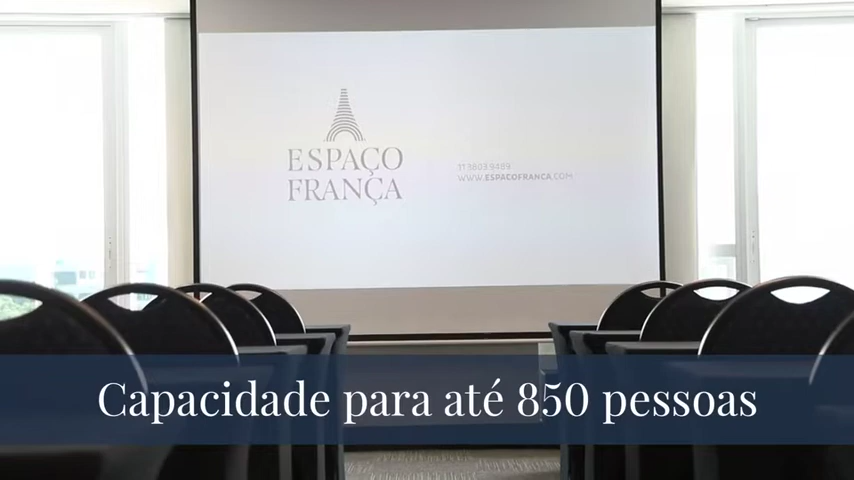 ESPAÇO
FRANÇA
11 3803.9489
WWW.ESPACOFRANCA.COM
Capacidade para até 850 pessoas